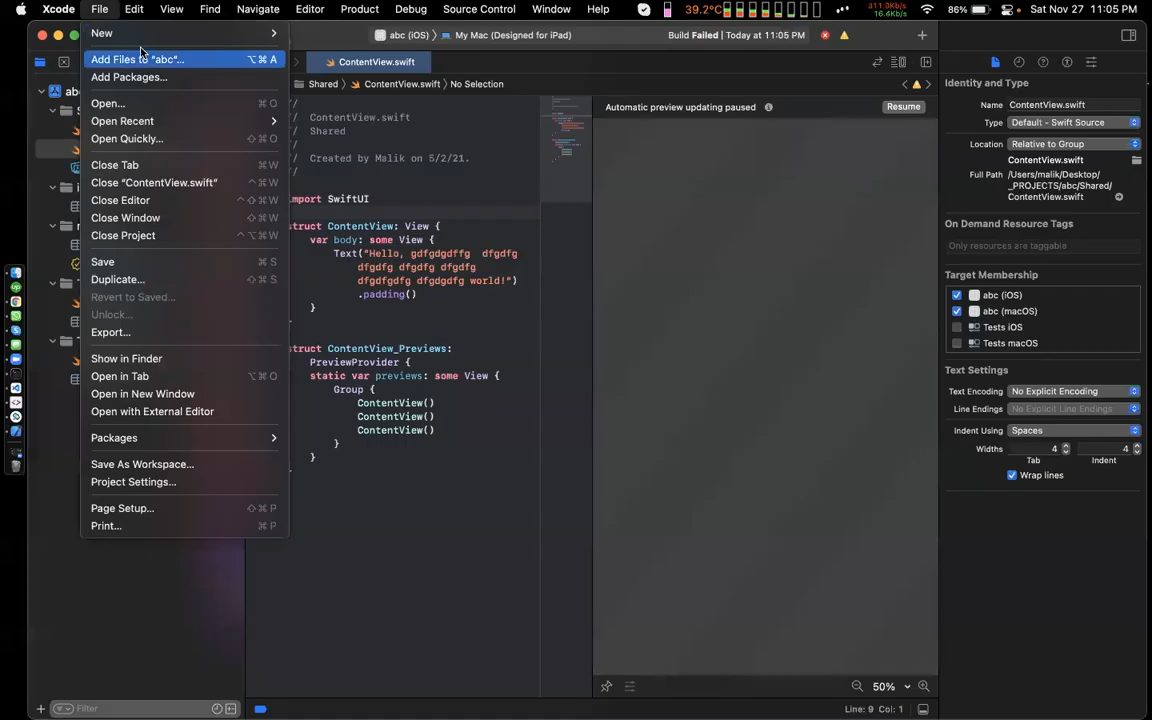 Xcode File Edit View Find Navigate Editor Product Debug Source Control Window Help 39.2°C 86% Sat Nov 27 11:05 PM
16.4Kb/s
abc (iOS) My Mac (Designed for iPad) Build Failed | Today at 11:05 PM
ContentView.swift
Shared ContentView.swift No Selection
New
Add Files to "abc"... ⌥⌘A
Add Packages...
Open... ⌘O
Open Recent
Open Quickly... ⇧⌘O
Close Tab ⌘W
Close "ContentView.swift" ⌃⌘W
Close Editor ⌃⇧⌘W
Close Window ⇧⌘W
Close Project ⌃⌥⌘W
Save ⌘S
Duplicate... ⇧⌘S
Revert to Saved...
Unlock...
Export...
Show in Finder
Open in Tab ⌥⌘O
Open in New Window
Open with External Editor
Packages
Save As Workspace...
Project Settings...
Page Setup... ⇧⌘P
Print... ⌘P
//
// ContentView.swift
Shared
Created by Malik on 5/2/21.
//
import SwiftUI
struct ContentView: View {
var body: some View {
Text("Hello, gdfgdgdffg dfgdfg
dfgdfg dfgdfg dfgdfg
dfgdfgdfg dfgdgdfg world!")
.padding()
}
struct ContentView_Previews:
PreviewProvider {
static var previews: some View {
Group {
ContentView()
ContentView()
ContentView()
}
}
Automatic preview updating paused Resume
50%
Filter
Line: 9 Col: 1
Identity and Type
Name ContentView.swift
Type Default - Swift Source
Location Relative to Group
ContentView.swift
Full Path /Users/malik/Desktop/
_PROJECTS/abc/Shared/
ContentView.swift
On Demand Resource Tags
Only resources are taggable
Target Membership
abc (iOS)
abc (macOS)
Tests iOS
Tests macOS
Text Settings
Text Encoding No Explicit Encoding
Line Endings No Explicit Line Endings
Indent Using Spaces
Widths 4 4
Tab Indent
Wrap lines